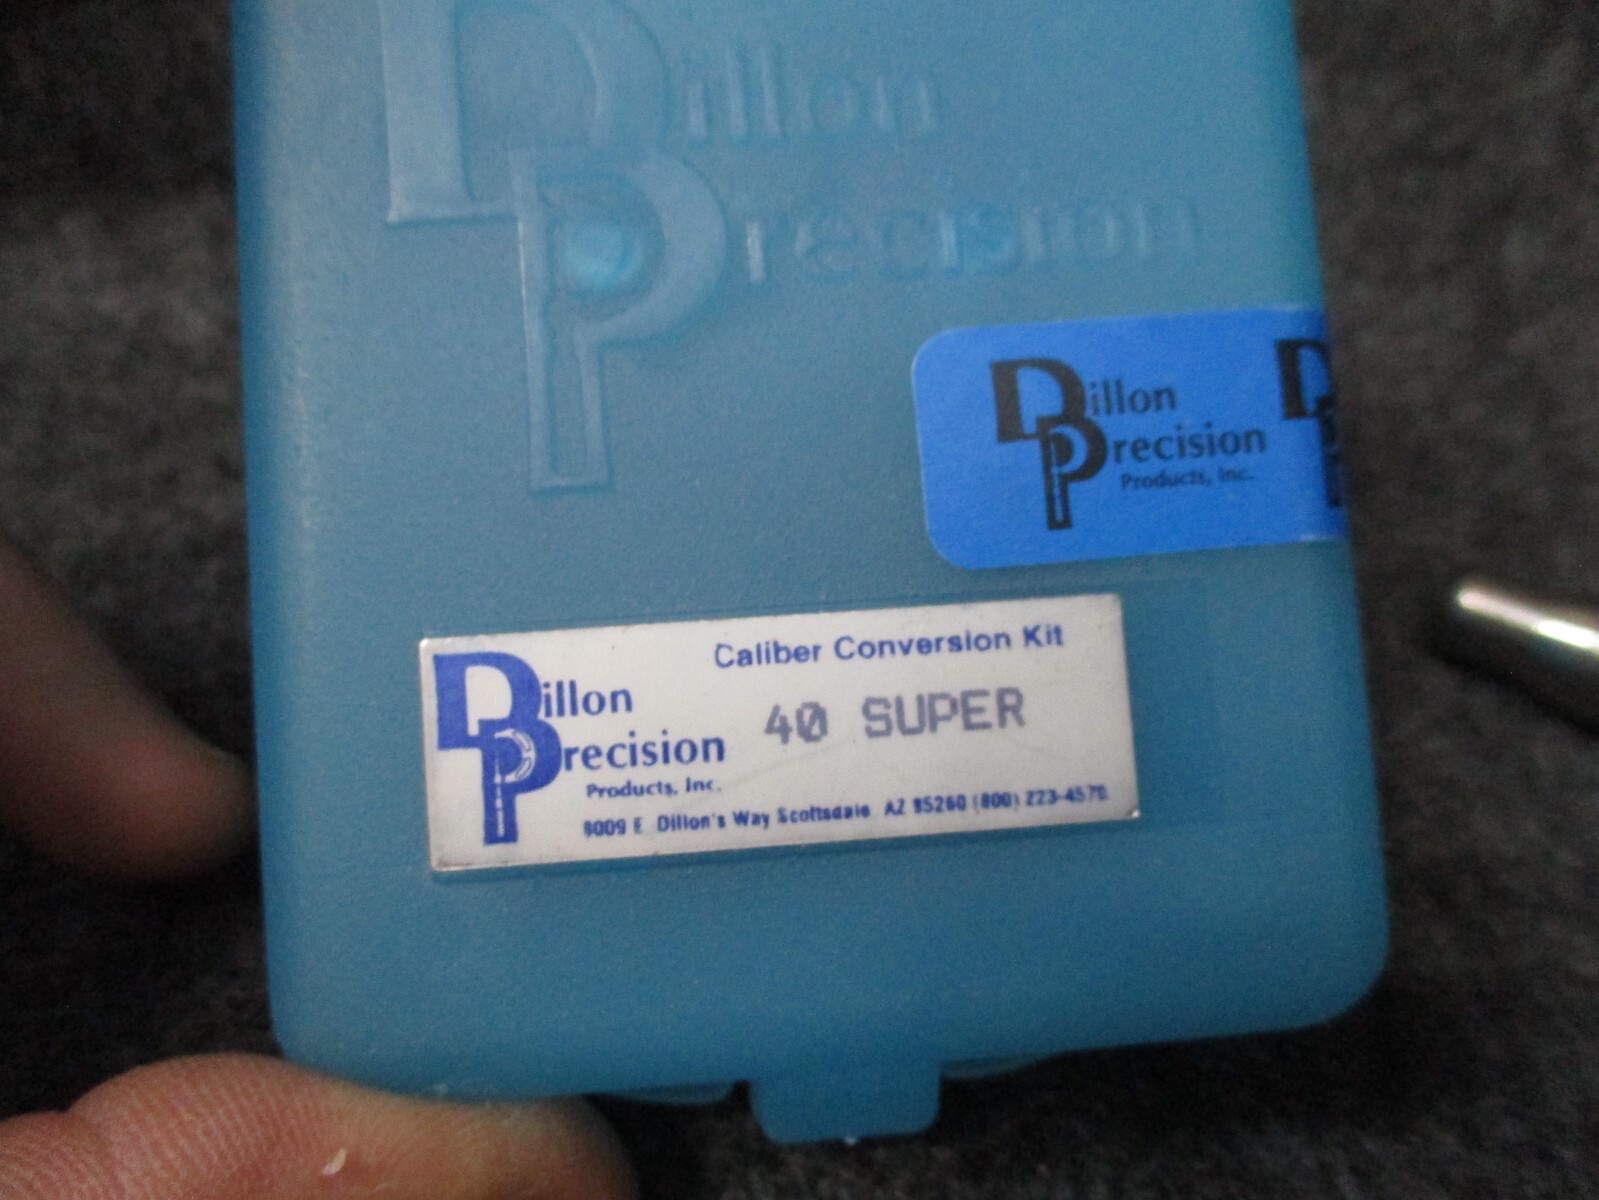 Dillon
Precision
Dillon
Precision
Products, Inc.
D
Caliber Conversion Kit
Dillon
Precision
40 SUPER
Products, Inc.
8009 E Dillon's Way Scottsdale AZ 85260 (800) 223-4570